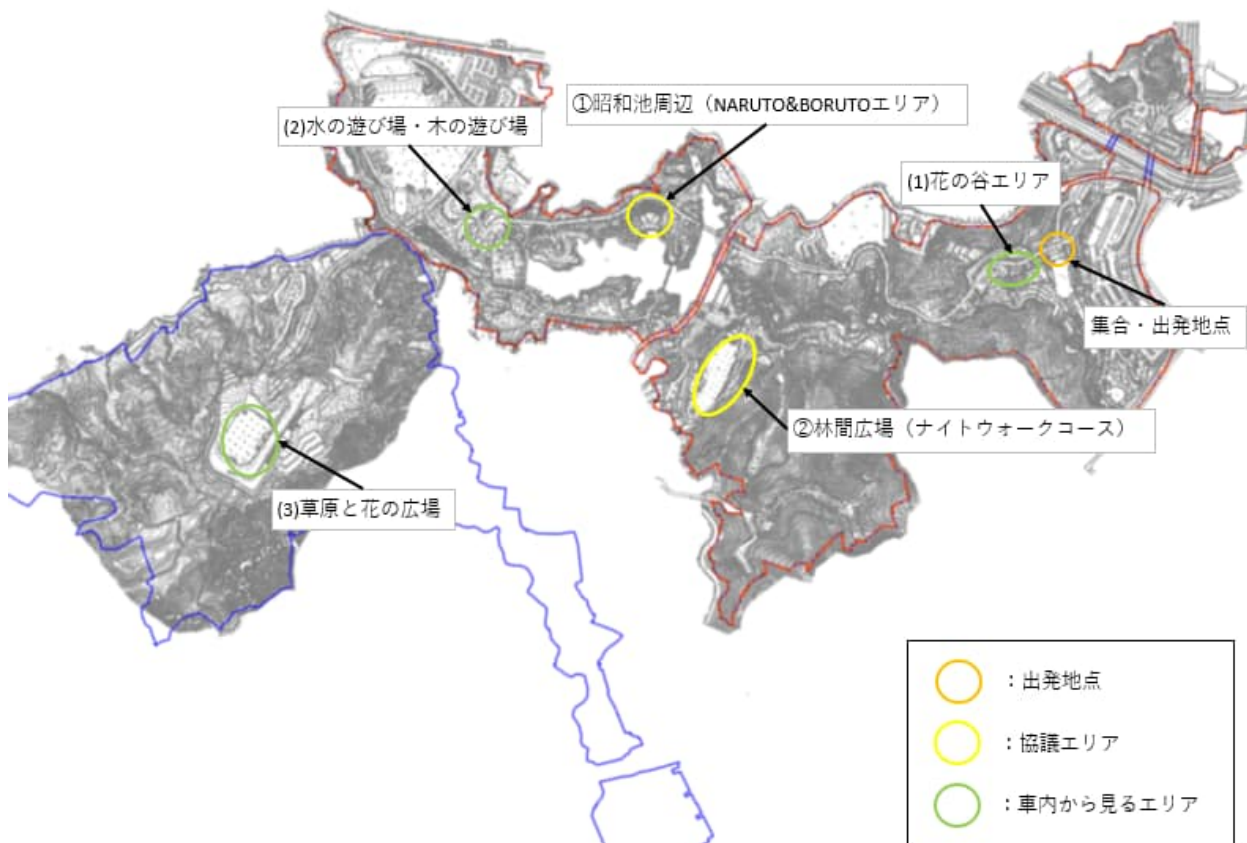 ①昭和池周辺（NARUTO&BORUTOエリア）
(2)水の遊び場・木の遊び場
(1)花の谷エリア
集合・出発地点
②林間広場（ナイトウォークコース）
(3)草原と花の広場
：出発地点
：協議エリア
：車内から見るエリア